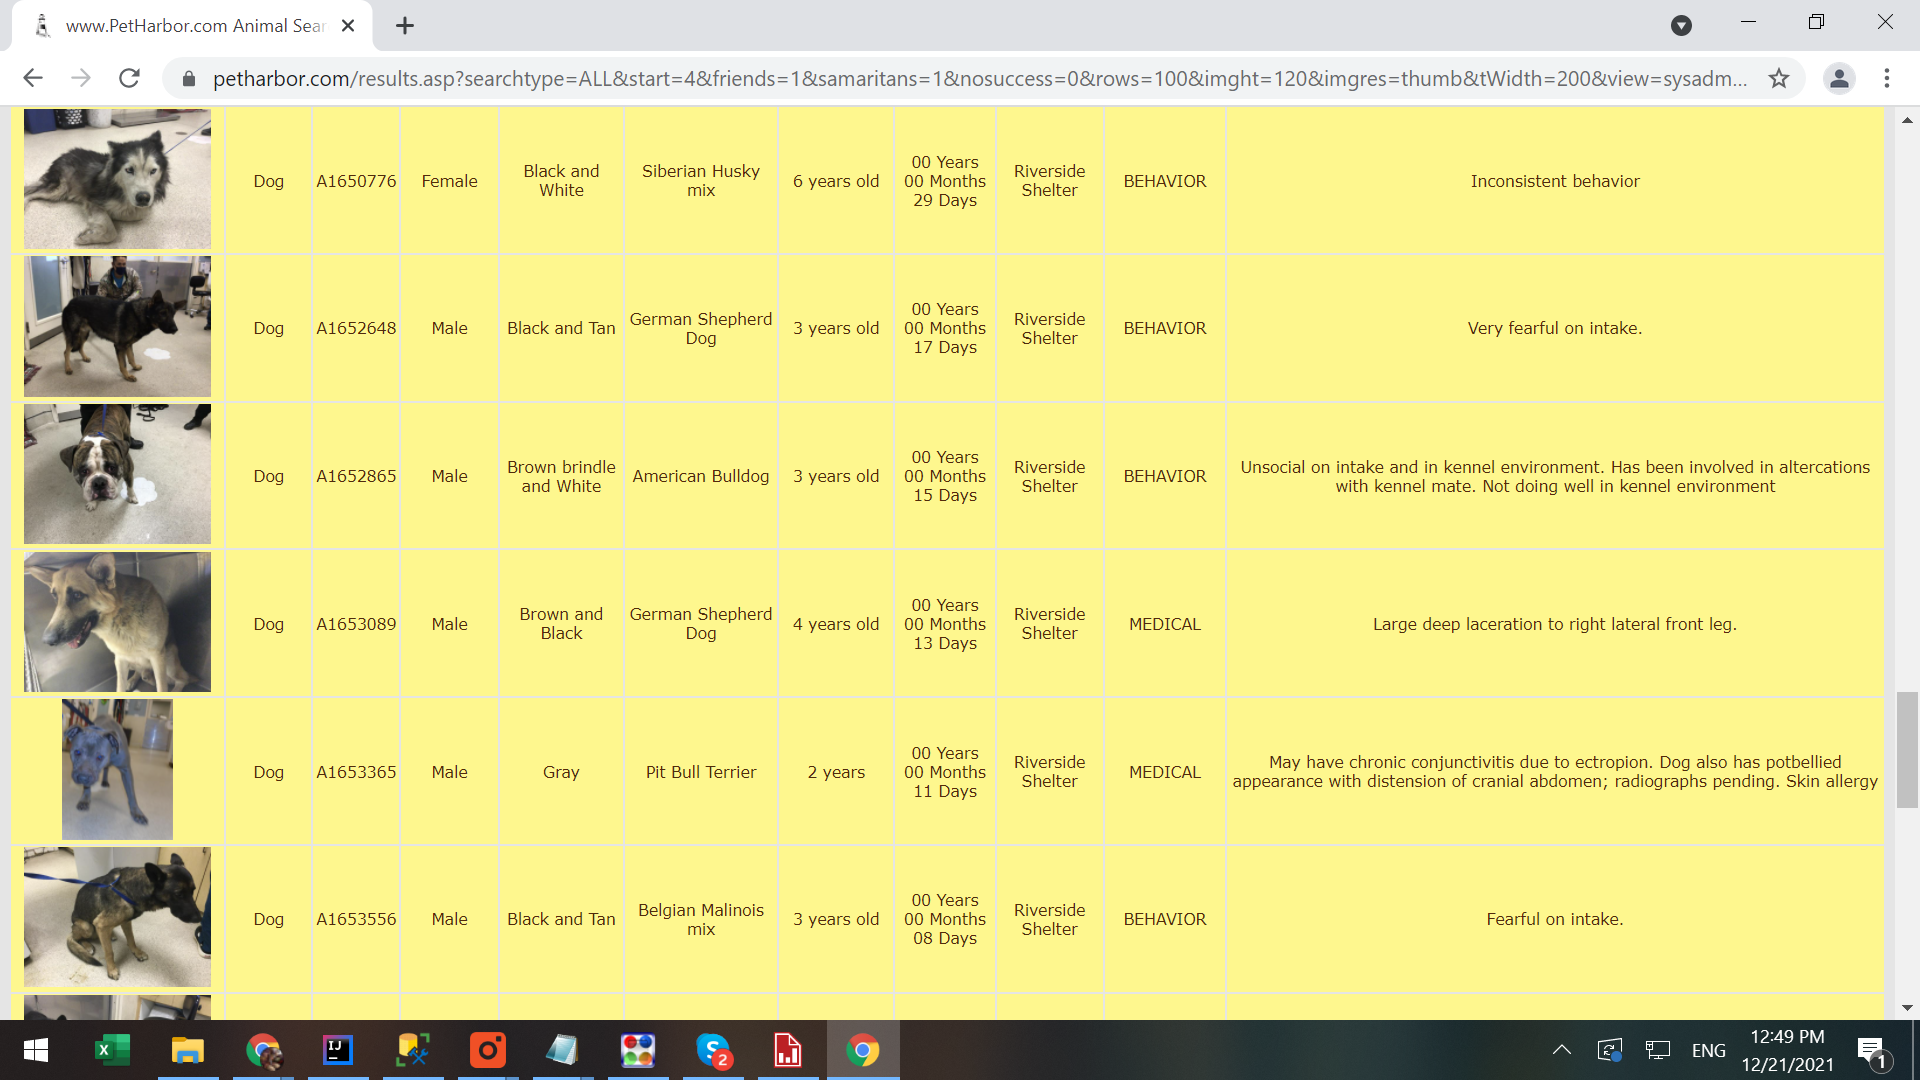 www.PetHarbor.com Animal Sear
petharbor.com/results.asp?searchtype=ALL&start=4&friends=1&samaritans=1&nosuccess=0&rows=100&imght=120&imgres=thumb&tWidth=200&view=sysadm...
Dog
A1650776
Female
Black and
White
Siberian Husky
mix
6 years old
00 Years
00 Months
29 Days
Riverside
Shelter
BEHAVIOR
Inconsistent behavior
Dog
A1652648
Male
Black and Tan
German Shepherd
Dog
3 years old
00 Years
00 Months
17 Days
Riverside
Shelter
BEHAVIOR
Very fearful on intake.
Dog
A1652865
Male
Brown brindle
and White
American Bulldog
3 years old
00 Years
00 Months
15 Days
Riverside
Shelter
BEHAVIOR
Unsocial on intake and in kennel environment. Has been involved in altercations
with kennel mate. Not doing well in kennel environment
Dog
A1653089
Male
Brown and
Black
German Shepherd
Dog
4 years old
00 Years
00 Months
13 Days
Riverside
Shelter
MEDICAL
Large deep laceration to right lateral front leg.
Dog
A1653365
Male
Gray
Pit Bull Terrier
2 years
00 Years
00 Months
11 Days
Riverside
Shelter
MEDICAL
May have chronic conjunctivitis due to ectropion. Dog also has potbellied
appearance with distension of cranial abdomen; radiographs pending. Skin allergy
Dog
A1653556
Male
Black and Tan
Belgian Malinois
mix
3 years old
00 Years
00 Months
08 Days
Riverside
Shelter
BEHAVIOR
Fearful on intake.
X
IJ
S
2
ENG
12:49 PM
12/21/2021
1